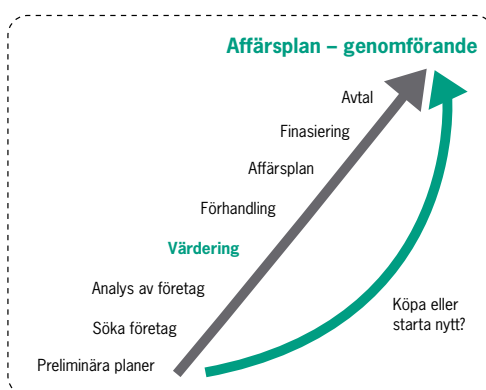 Affärsplan – genomförande
Avtal
Finasiering
Affärsplan
Förhandling
Värdering
Analys av företag
Söka företag
Preliminära planer
Köpa eller
starta nytt?